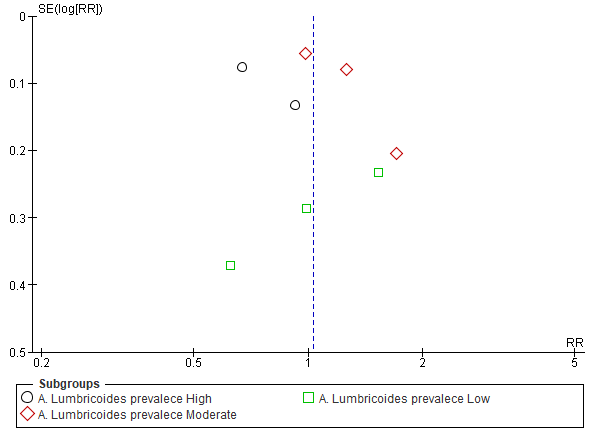 SE(log[RR])
0
0.1
0.2
0.3
0.4
0.5
RR
0.2 0.5 1 2 5
Subgroups
A. Lumbricoides prevalece High A. Lumbricoides prevalece Low
A. Lumbricoides prevalece Moderate